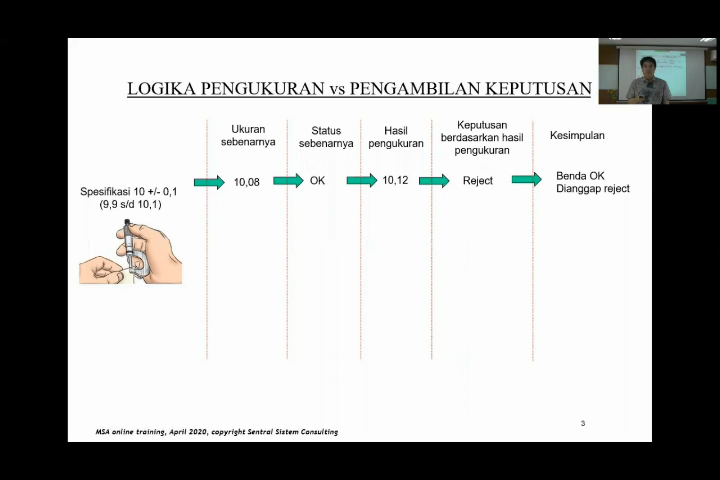 LOGIKA PENGUKURAN vs PENGAMBILAN KEPUTUSAN
Ukuran
sebenarnya
Status
sebenarnya
Hasil
pengukuran
Keputusan
berdasarkan hasil
pengukuran
Kesimpulan
Spesifikasi 10 +/- 0,1
(9,9 s/d 10,1)
10,08
OK
10,12
Reject
Benda OK
Dianggap reject
3
MSA online training, April 2020, copyright Sentral Sistem Consulting